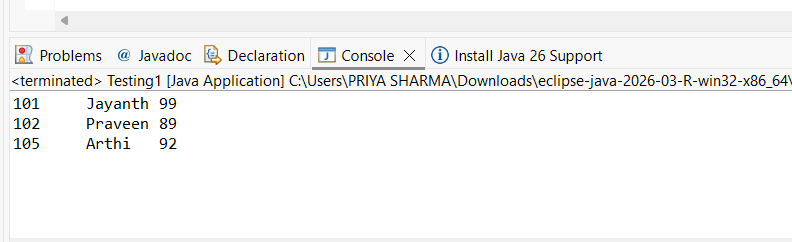 Problems @ Javadoc Declaration Console Install Java 26 Support
<terminated> Testing1 [Java Application] C:\Users\PRIYA SHARMA\Downloads\eclipse-java-2026-03-R-win32-x86_64\
101 Jayanth 99
102 Praveen 89
105 Arthi 92